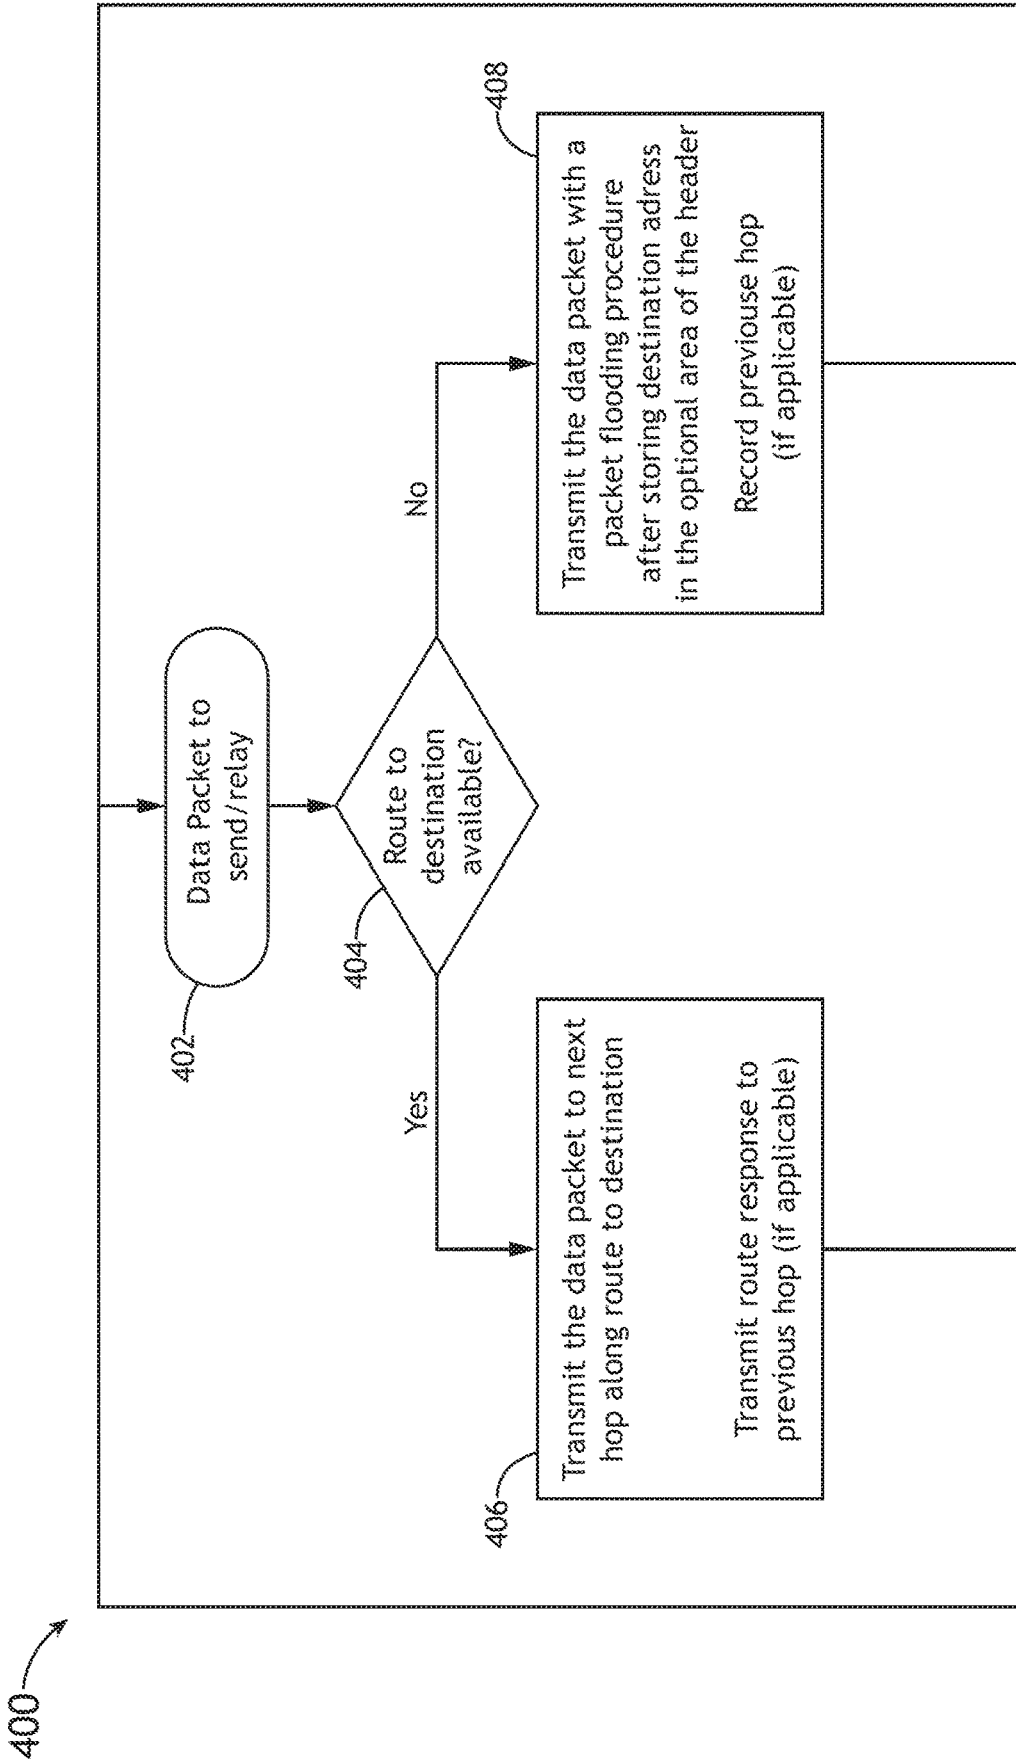 400
402
Data Packet to
send/relay
404
Route to
destination
available?
Yes
No
406
Transmit the data packet to next
hop along route to destination
Transmit route response to
previous hop (if applicable)
408
Transmit the data packet with a
packet flooding procedure
after storing destination adress
in the optional area of the header
Record previouse hop
(if applicable)